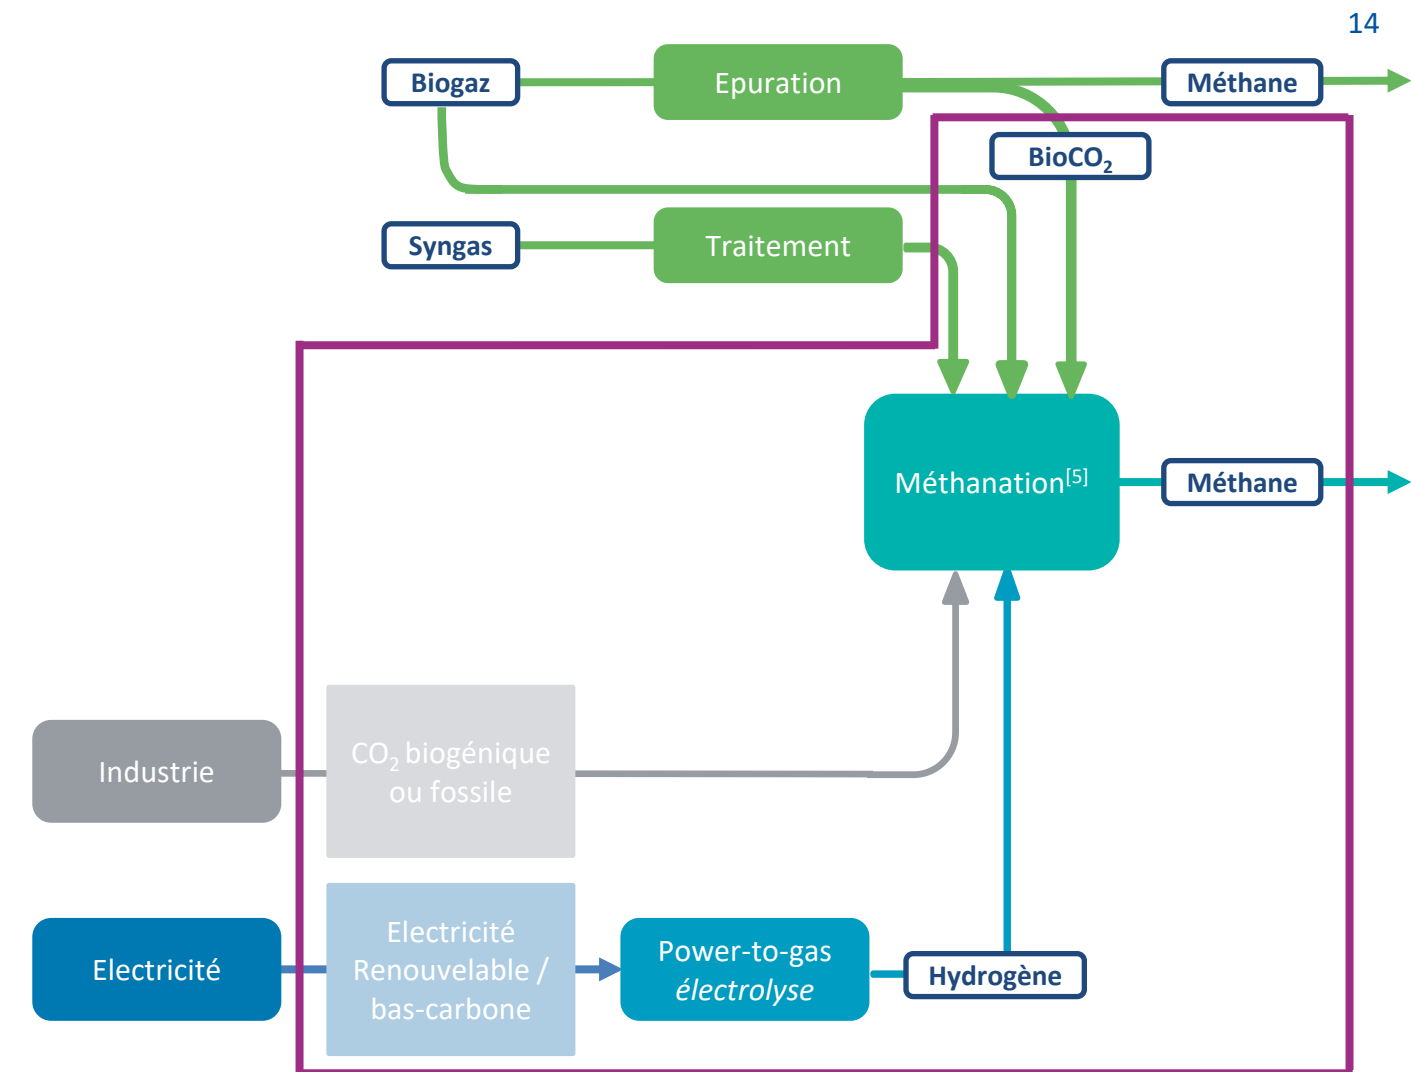 14
Biogaz
Epuration
Méthane
BioCO₂
Syngas
Traitement
Méthanation[5]
Méthane
Industrie
CO₂ biogénique
ou fossile
Electricité
Electricité
Renouvelable /
bas-carbone
Power-to-gas
électrolyse
Hydrogène